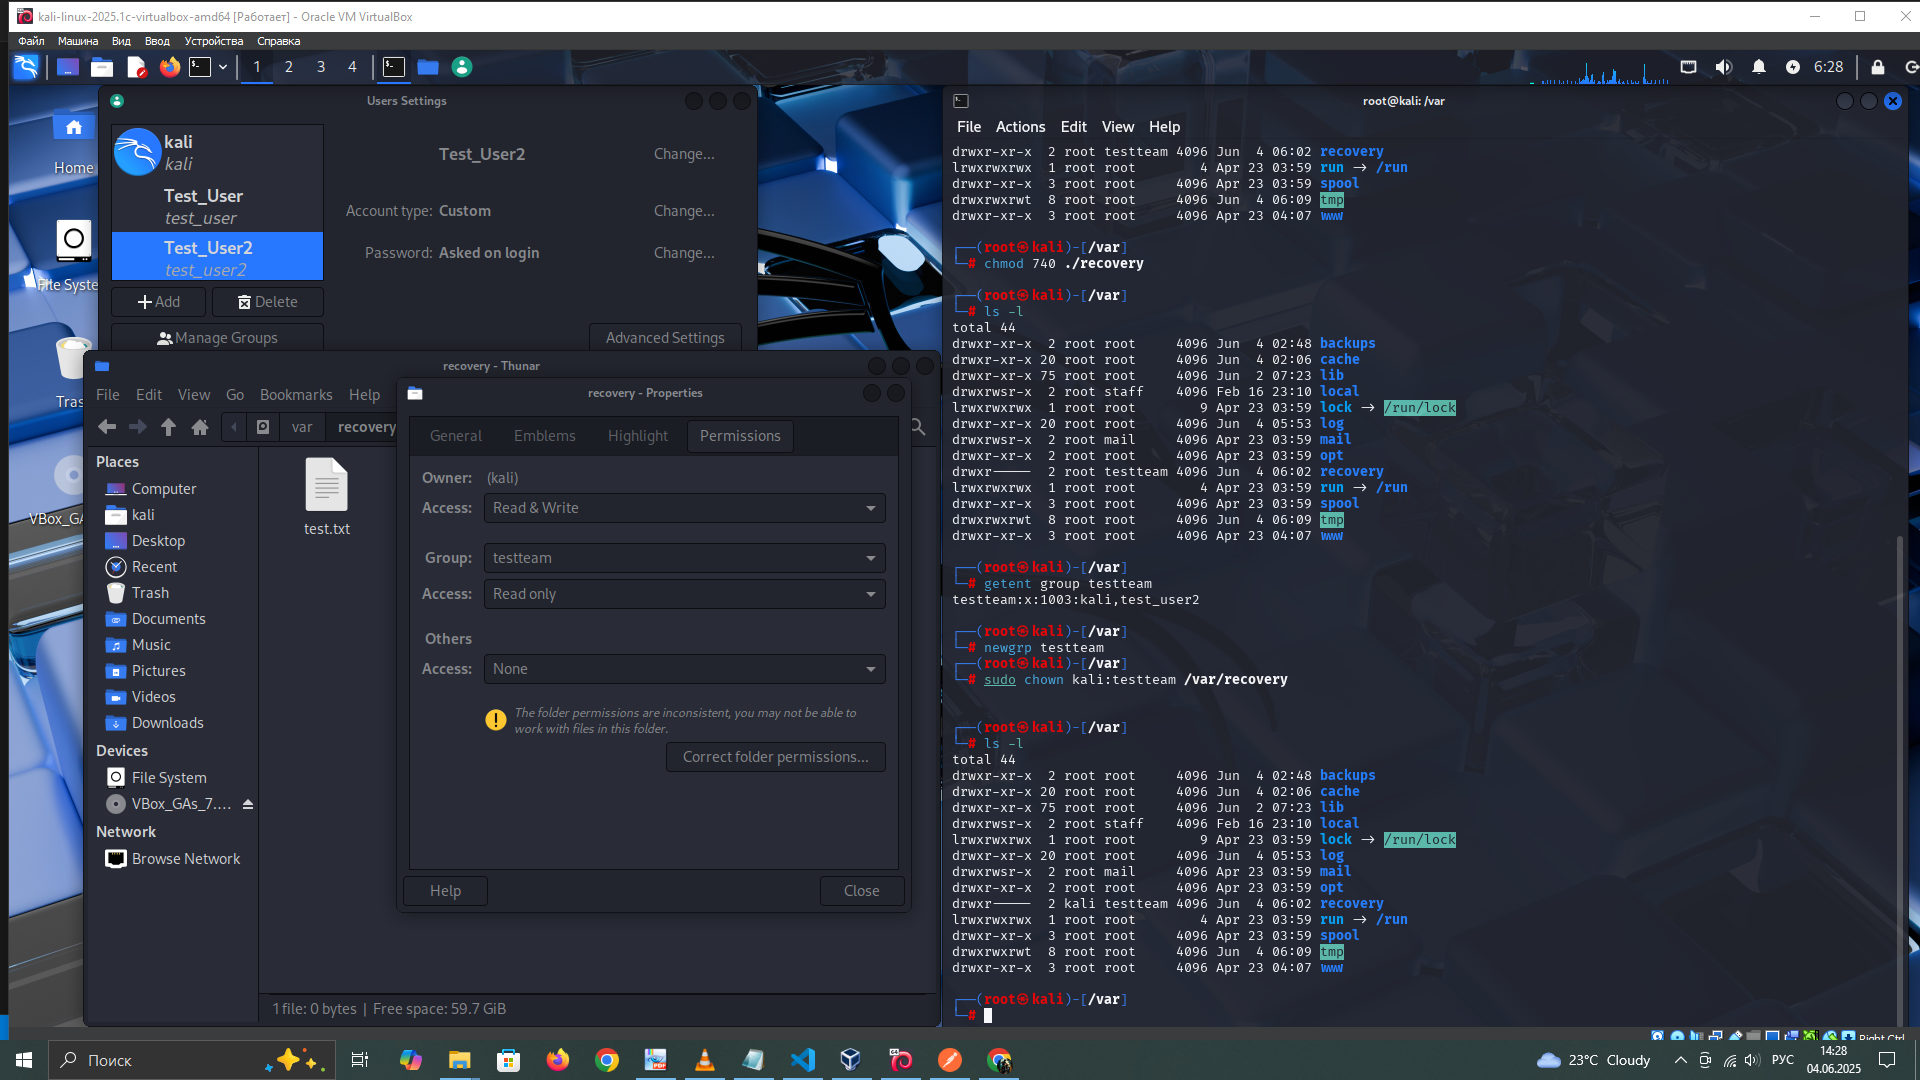 kali-linux-2025.1c-virtualbox-amd64 [Работает] - Oracle VM VirtualBox
Файл Машина Вид Ввод Устройства Справка
1 2 3 4
6:28
Home
File Syste
Tras
VBox_GA
Users Settings
kali
kali
Test_User
test_user
Test_User2
test_user2
Add
Delete
Manage Groups
Test_User2
Change...
Account type: Custom
Change...
Password: Asked on login
Change...
Advanced Settings
recovery - Thunar
File Edit View Go Bookmarks Help
var recovery
Places
Computer
kali
Desktop
Recent
Trash
Documents
Music
Pictures
Videos
Downloads
Devices
File System
VBox_GAs_7....
Network
Browse Network
test.txt
1 file: 0 bytes | Free space: 59.7 GiB
recovery - Properties
General Emblems Highlight Permissions
Owner: (kali)
Access: Read & Write
Group: testteam
Access: Read only
Others
Access: None
The folder permissions are inconsistent, you may not be able to
work with files in this folder.
Correct folder permissions...
Help
Close
root@kali: /var
File Actions Edit View Help
drwxr-xr-x 2 root testteam 4096 Jun 4 06:02 recovery
lrwxrwxrwx 1 root root 4 Apr 23 03:59 run → /run
drwxr-xr-x 3 root root 4096 Apr 23 03:59 spool
drwxrwxrwt 8 root root 4096 Jun 4 06:09 tmp
drwxr-xr-x 3 root root 4096 Apr 23 04:07 www
┌──(root㉿kali)-[/var]
└─# chmod 740 ./recovery
┌──(root㉿kali)-[/var]
└─# ls -l
total 44
drwxr-xr-x 2 root root 4096 Jun 4 02:48 backups
drwxr-xr-x 20 root root 4096 Jun 4 02:06 cache
drwxr-xr-x 75 root root 4096 Jun 2 07:23 lib
drwxrwsr-x 2 root staff 4096 Feb 16 23:10 local
lrwxrwxrwx 1 root root 9 Apr 23 03:59 lock → /run/lock
drwxr-xr-x 20 root root 4096 Jun 4 05:53 log
drwxrwsr-x 2 root mail 4096 Apr 23 03:59 mail
drwxr-xr-x 2 root root 4096 Apr 23 03:59 opt
drwxr----- 2 root testteam 4096 Jun 4 06:02 recovery
lrwxrwxrwx 1 root root 4 Apr 23 03:59 run → /run
drwxr-xr-x 3 root root 4096 Apr 23 03:59 spool
drwxrwxrwt 8 root root 4096 Jun 4 06:09 tmp
drwxr-xr-x 3 root root 4096 Apr 23 04:07 www
┌──(root㉿kali)-[/var]
└─# getent group testteam
testteam:x:1003:kali,test_user2
┌──(root㉿kali)-[/var]
└─# newgrp testteam
┌──(root㉿kali)-[/var]
└─# sudo chown kali:testteam /var/recovery
┌──(root㉿kali)-[/var]
└─# ls -l
total 44
drwxr-xr-x 2 root root 4096 Jun 4 02:48 backups
drwxr-xr-x 20 root root 4096 Jun 4 02:06 cache
drwxr-xr-x 75 root root 4096 Jun 2 07:23 lib
drwxrwsr-x 2 root staff 4096 Feb 16 23:10 local
lrwxrwxrwx 1 root root 9 Apr 23 03:59 lock → /run/lock
drwxr-xr-x 20 root root 4096 Jun 4 05:53 log
drwxrwsr-x 2 root mail 4096 Apr 23 03:59 mail
drwxr-xr-x 2 root root 4096 Apr 23 03:59 opt
drwxr----- 2 kali testteam 4096 Jun 4 06:02 recovery
lrwxrwxrwx 1 root root 4 Apr 23 03:59 run → /run
drwxr-xr-x 3 root root 4096 Apr 23 03:59 spool
drwxrwxrwt 8 root root 4096 Jun 4 06:09 tmp
drwxr-xr-x 3 root root 4096 Apr 23 04:07 www
┌──(root㉿kali)-[/var]
└─#
Right Ctrl
Поиск
23°C Cloudy
РУС
14:28
04.06.2025